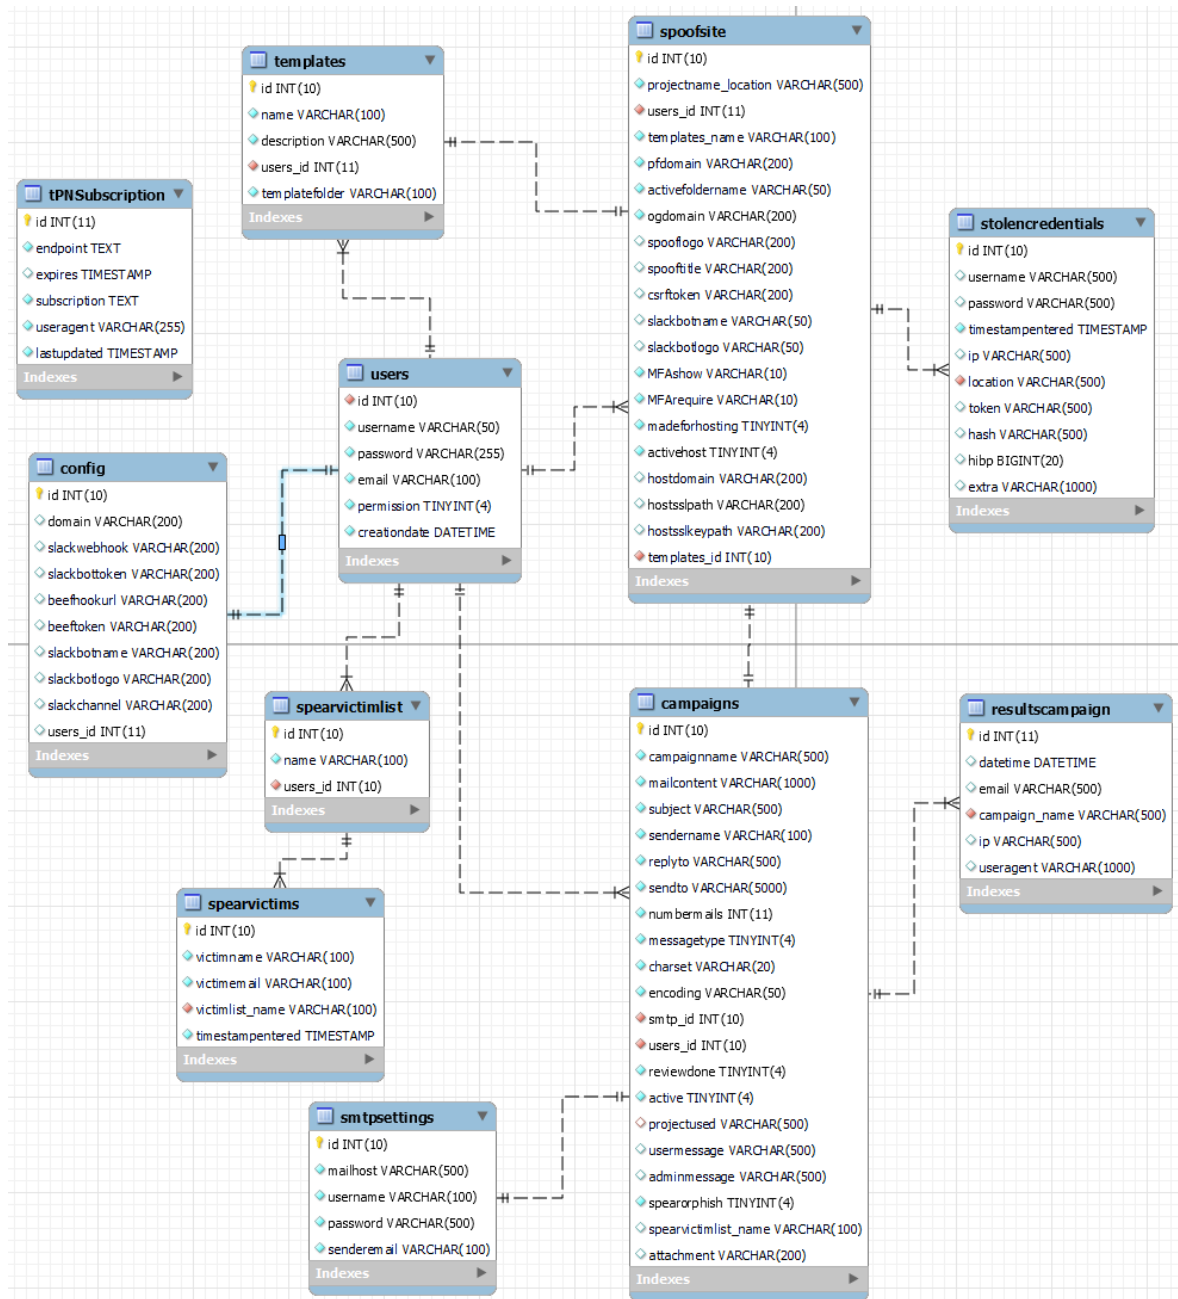 templates
id INT(10)
name VARCHAR(100)
description VARCHAR(500)
users_id INT(11)
templatefolder VARCHAR(100)
Indexes
spoofsite
id INT(10)
projectname_location VARCHAR(500)
users_id INT(11)
templates_name VARCHAR(100)
pfdomain VARCHAR(200)
activefoldername VARCHAR(50)
ogdomain VARCHAR(200)
spooflogo VARCHAR(200)
spooftitle VARCHAR(200)
csrftoken VARCHAR(200)
slackbotname VARCHAR(50)
slackbotlogo VARCHAR(50)
MFAshow VARCHAR(10)
MFArequire VARCHAR(10)
madeforhosting TINYINT(4)
activehost TINYINT(4)
hostdomain VARCHAR(200)
hostsslpath VARCHAR(200)
hostsslkeypath VARCHAR(200)
templates_id INT(10)
Indexes
tPNSubscription
id INT(11)
endpoint TEXT
expires TIMESTAMP
subscription TEXT
useragent VARCHAR(255)
lastupdated TIMESTAMP
Indexes
stolencredentials
id INT(10)
username VARCHAR(500)
password VARCHAR(500)
timestampentered TIMESTAMP
ip VARCHAR(500)
location VARCHAR(500)
token VARCHAR(500)
hash VARCHAR(500)
hibp BIGINT(20)
extra VARCHAR(1000)
Indexes
users
id INT(10)
username VARCHAR(50)
password VARCHAR(255)
email VARCHAR(100)
permission TINYINT(4)
creationdate DATETIME
Indexes
config
id INT(10)
domain VARCHAR(200)
slackwebhook VARCHAR(200)
slackbottoken VARCHAR(200)
beefhookurl VARCHAR(200)
beeftoken VARCHAR(200)
slackbotname VARCHAR(200)
slackbotlogo VARCHAR(200)
slackchannel VARCHAR(200)
users_id INT(11)
Indexes
spearvictimlist
id INT(10)
name VARCHAR(100)
users_id INT(10)
Indexes
campaigns
id INT(10)
campaignname VARCHAR(500)
mailcontent VARCHAR(1000)
subject VARCHAR(500)
sendername VARCHAR(100)
replyto VARCHAR(500)
sendto VARCHAR(5000)
numbermails INT(11)
messagetype TINYINT(4)
charset VARCHAR(20)
encoding VARCHAR(50)
smtp_id INT(10)
users_id INT(10)
reviewdone TINYINT(4)
active TINYINT(4)
projectused VARCHAR(500)
usermessage VARCHAR(500)
adminmessage VARCHAR(500)
spearorphish TINYINT(4)
spearvictimlist_name VARCHAR(100)
attachment VARCHAR(200)
Indexes
resultscampaign
id INT(11)
datetime DATETIME
email VARCHAR(500)
campaign_name VARCHAR(500)
ip VARCHAR(500)
useragent VARCHAR(1000)
Indexes
spearvictims
id INT(10)
victimname VARCHAR(100)
victimemail VARCHAR(100)
victimlist_name VARCHAR(100)
timestampentered TIMESTAMP
Indexes
smtpsettings
id INT(10)
mailhost VARCHAR(500)
username VARCHAR(100)
password VARCHAR(500)
senderemail VARCHAR(100)
Indexes